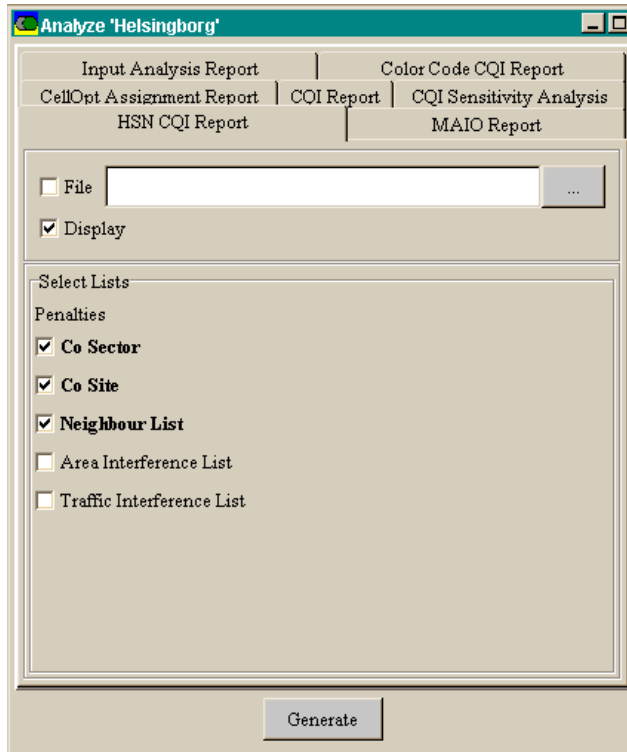 Analyze 'Helsingborg'
Input Analysis Report
Color Code CQI Report
CellOpt Assignment Report
CQI Report
CQI Sensitivity Analysis
HSN CQI Report
MAIO Report
File
...
Display
Select Lists
Penalties
Co Sector
Co Site
Neighbour List
Area Interference List
Traffic Interference List
Generate